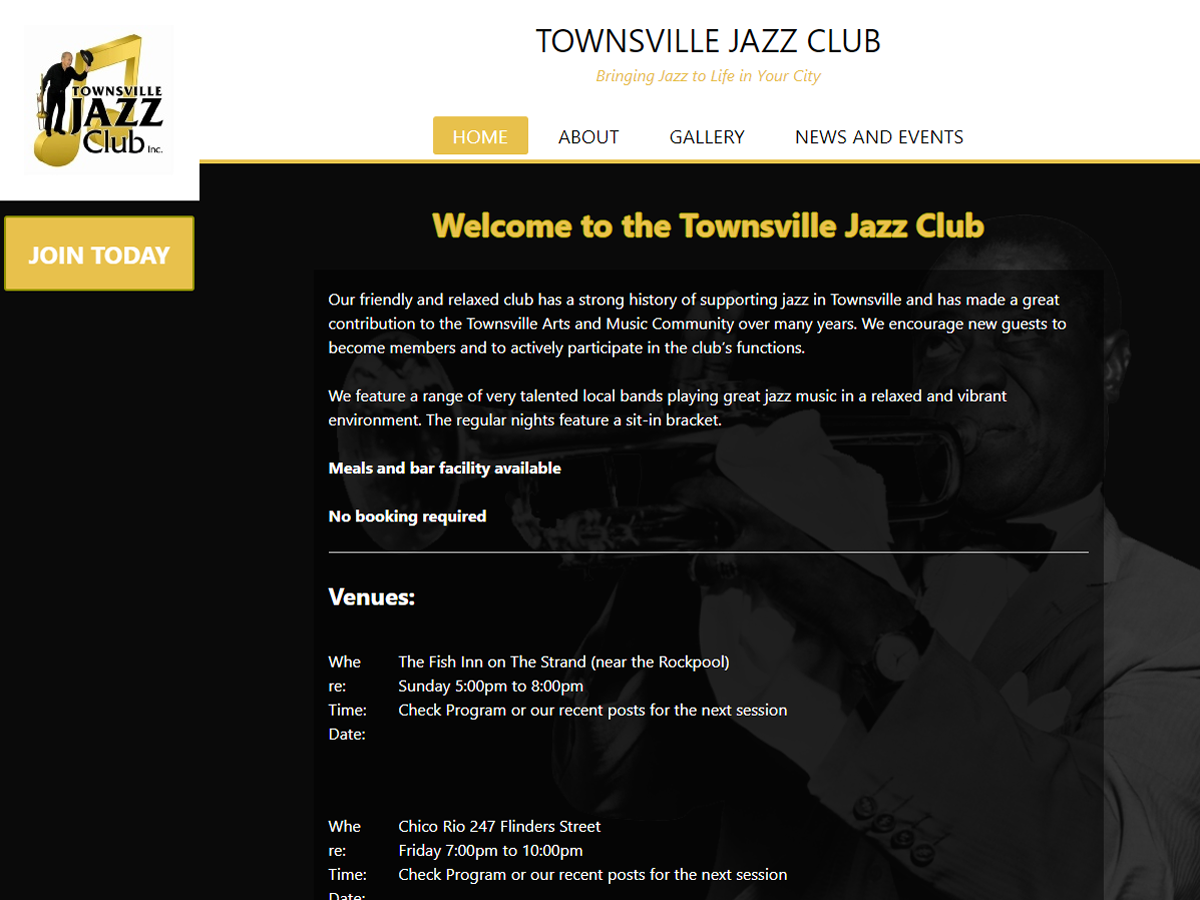 TOWNSVILLE
JAZZ
Club Inc.
TOWNSVILLE JAZZ CLUB
Bringing Jazz to Life in Your City
HOME ABOUT GALLERY NEWS AND EVENTS
JOIN TODAY
Welcome to the Townsville Jazz Club
Our friendly and relaxed club has a strong history of supporting jazz in Townsville and has made a great
contribution to the Townsville Arts and Music Community over many years. We encourage new guests to
become members and to actively participate in the club’s functions.
We feature a range of very talented local bands playing great jazz music in a relaxed and vibrant
environment. The regular nights feature a sit-in bracket.
Meals and bar facility available
No booking required
Venues:
Whe The Fish Inn on The Strand (near the Rockpool)
re: Sunday 5:00pm to 8:00pm
Time: Check Program or our recent posts for the next session
Date:
Whe Chico Rio 247 Flinders Street
re: Friday 7:00pm to 10:00pm
Time: Check Program or our recent posts for the next session
Date: